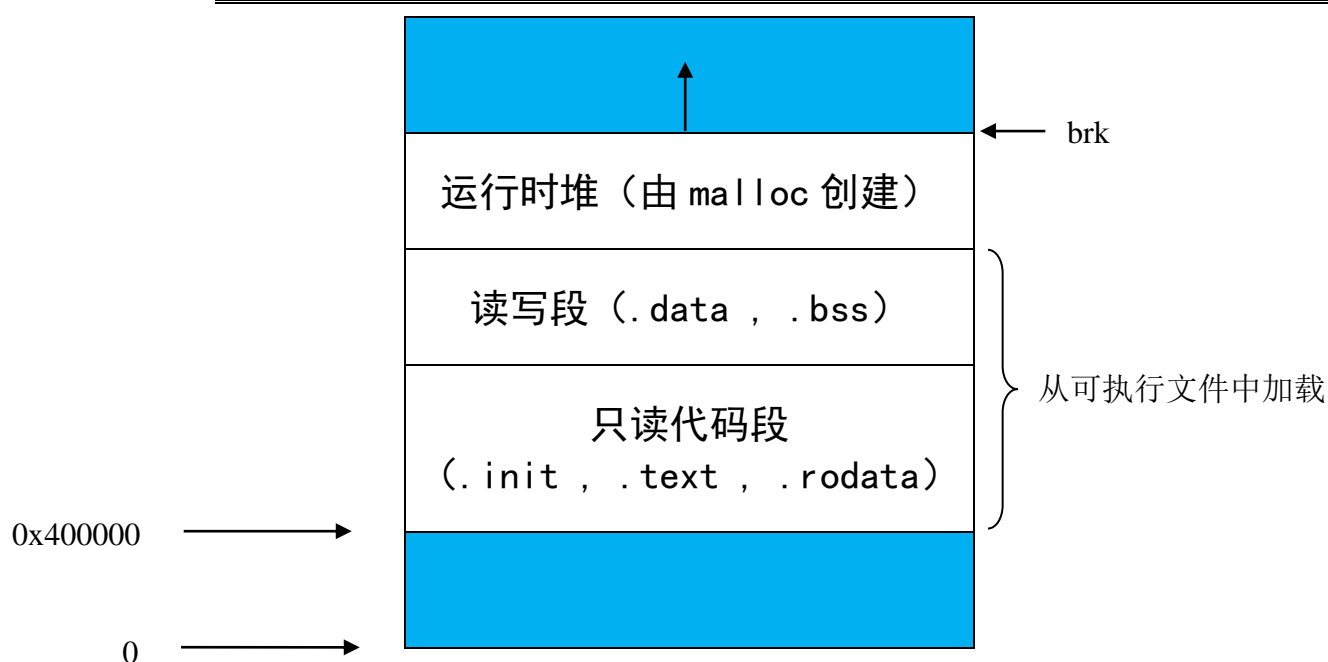 brk
运行时堆（由 malloc 创建）
读写段（.data , .bss）
从可执行文件中加载
只读代码段
（.init , .text , .rodata）
0x400000
0